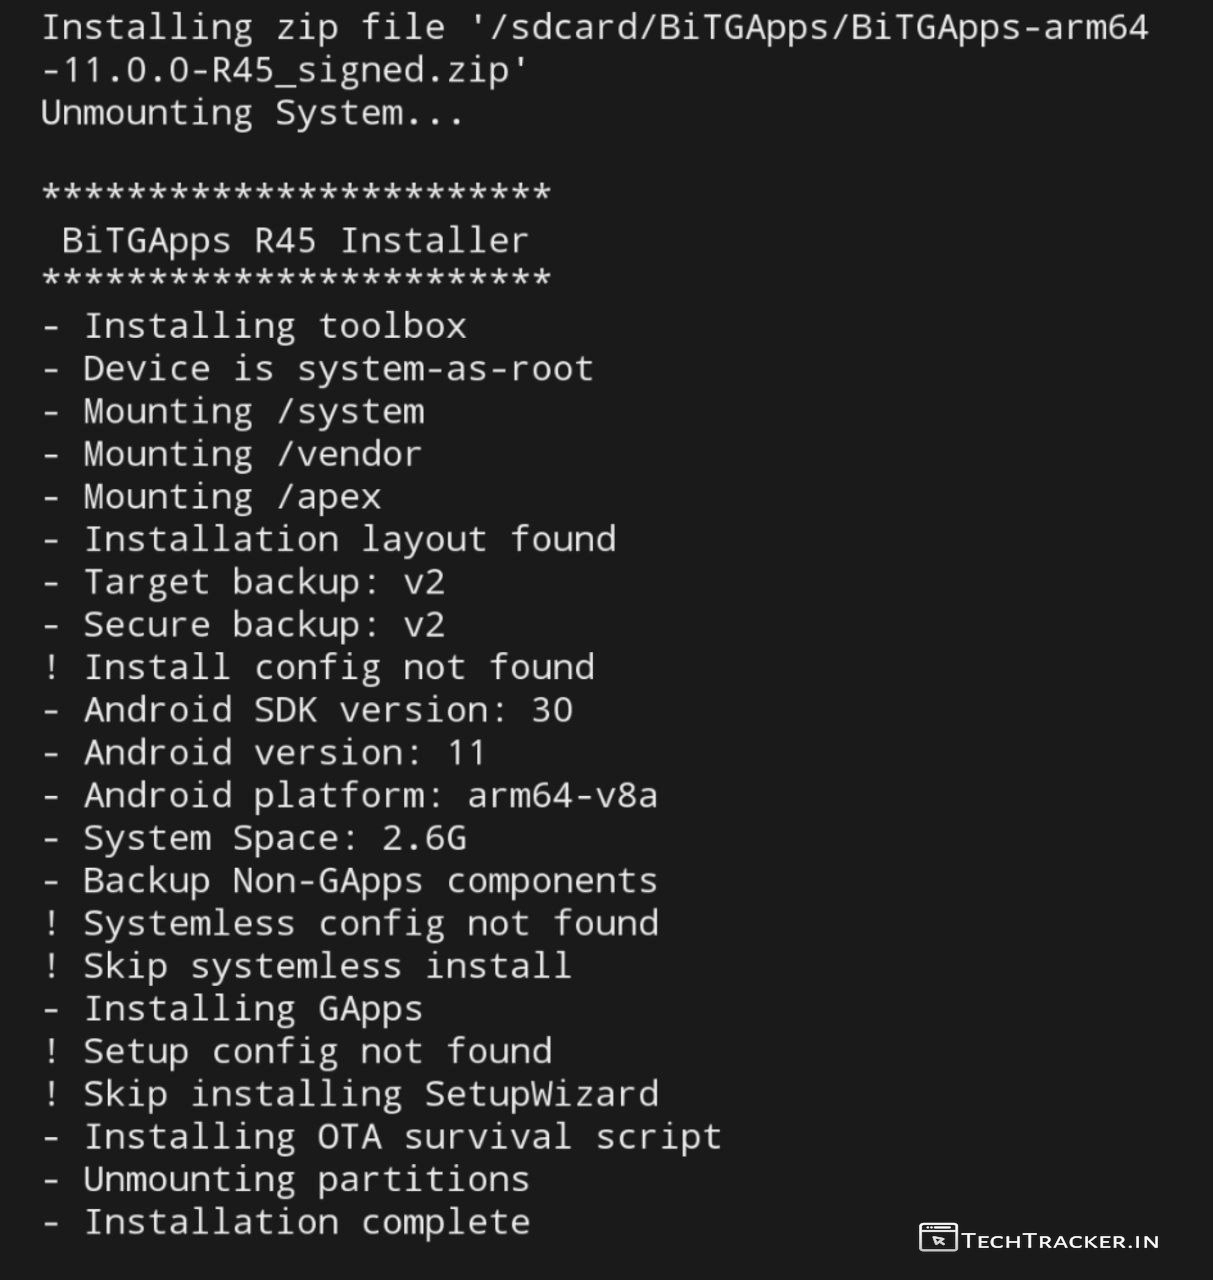 Installing zip file '/sdcard/BiTGApps/BiTGApps-arm64
-11.0.0-R45_signed.zip'
Unmounting System...
************************
BiTGApps R45 Installer
************************
- Installing toolbox
- Device is system-as-root
- Mounting /system
- Mounting /vendor
- Mounting /apex
- Installation layout found
- Target backup: v2
- Secure backup: v2
! Install config not found
- Android SDK version: 30
- Android version: 11
- Android platform: arm64-v8a
- System Space: 2.6G
- Backup Non-GApps components
! Systemless config not found
! Skip systemless install
- Installing GApps
! Setup config not found
! Skip installing SetupWizard
- Installing OTA survival script
- Unmounting partitions
- Installation complete
TECHTRACKER.IN